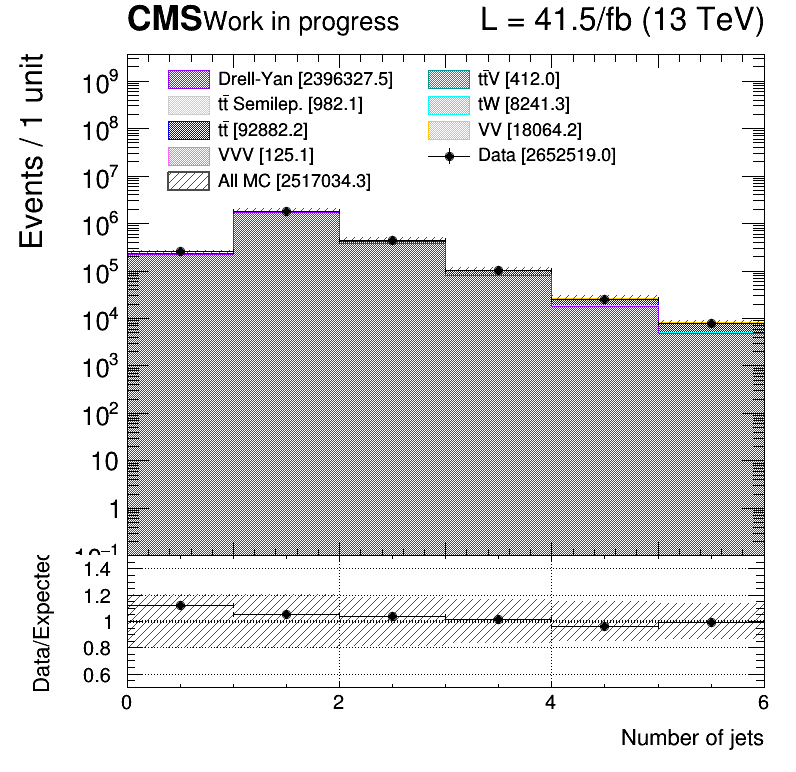 CMS Work in progress L = 41.5/fb (13 TeV)
Events / 1 unit
Drell-Yan [2396327.5]
tt̄ Semilep. [982.1]
tt̄ [92882.2]
VVV [125.1]
All MC [2517034.3]
tt̄V [412.0]
tW [8241.3]
VV [18064.2]
Data [2652519.0]
10⁹
10⁸
10⁷
10⁶
10⁵
10⁴
10³
10²
10
1
10⁻¹
Data/Expected
1.4
1.2
1
0.8
0.6
0 2 4 6
Number of jets